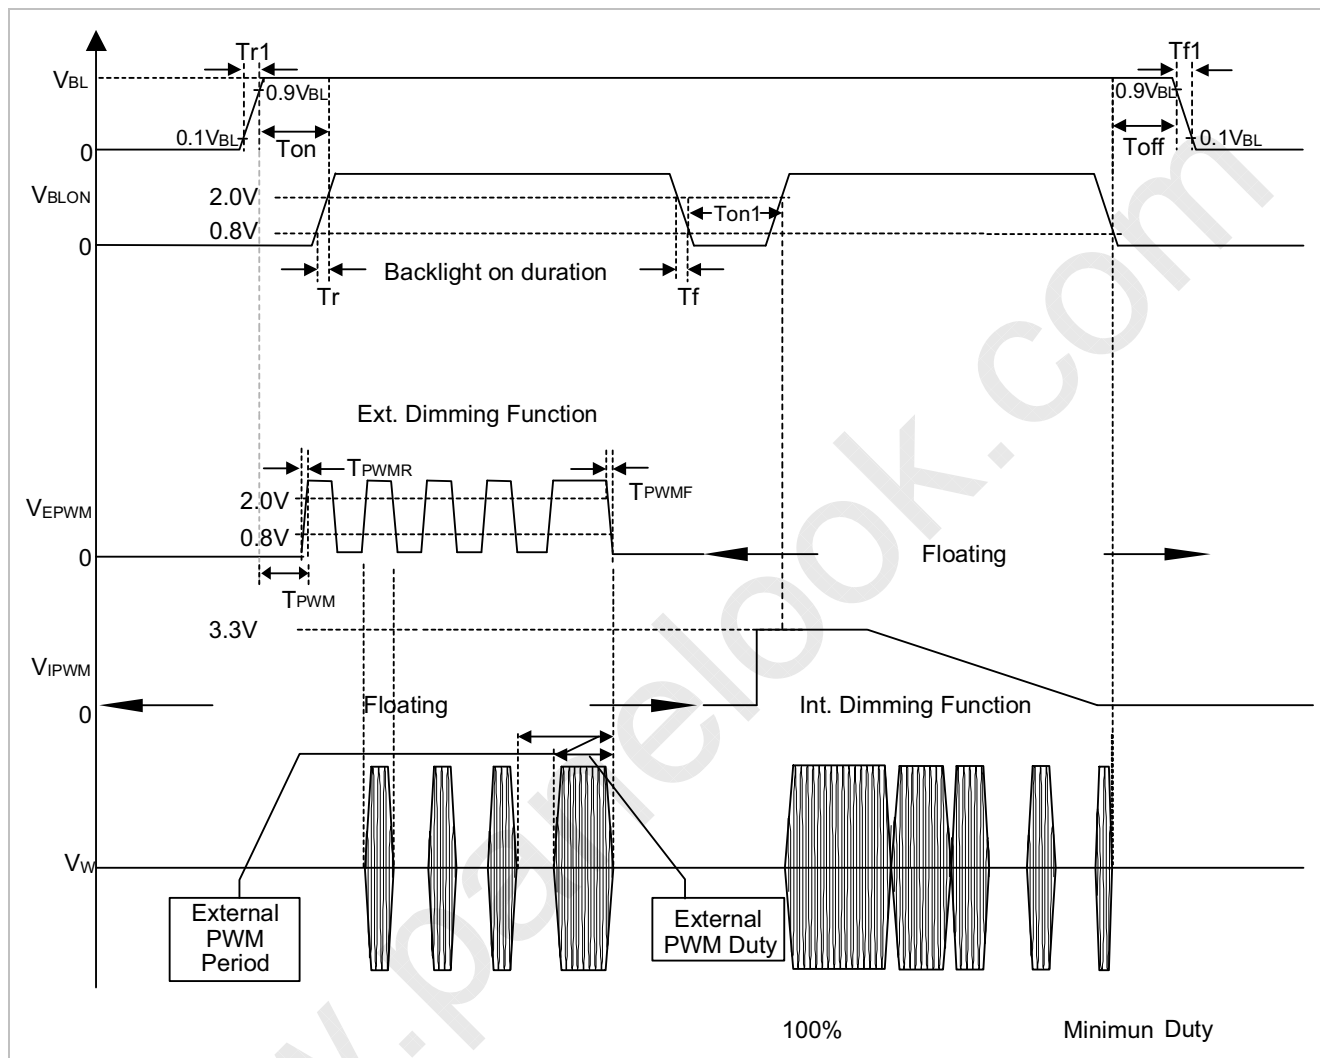 Tr1
Tf1
VBL
0.9VBL
0.9VBL
0.1VBL
Ton
Toff
0.1VBL
0
VBLON
2.0V
Ton1
0.8V
0
Backlight on duration
Tr
Tf
Ext. Dimming Function
TPWMR
TPWMF
2.0V
VEPWM
0.8V
0
Floating
TPWM
3.3V
VIPWM
0
Floating
Int. Dimming Function
VW
External
PWM
Period
External
PWM Duty
100%
Minimun Duty
www.panelook.com